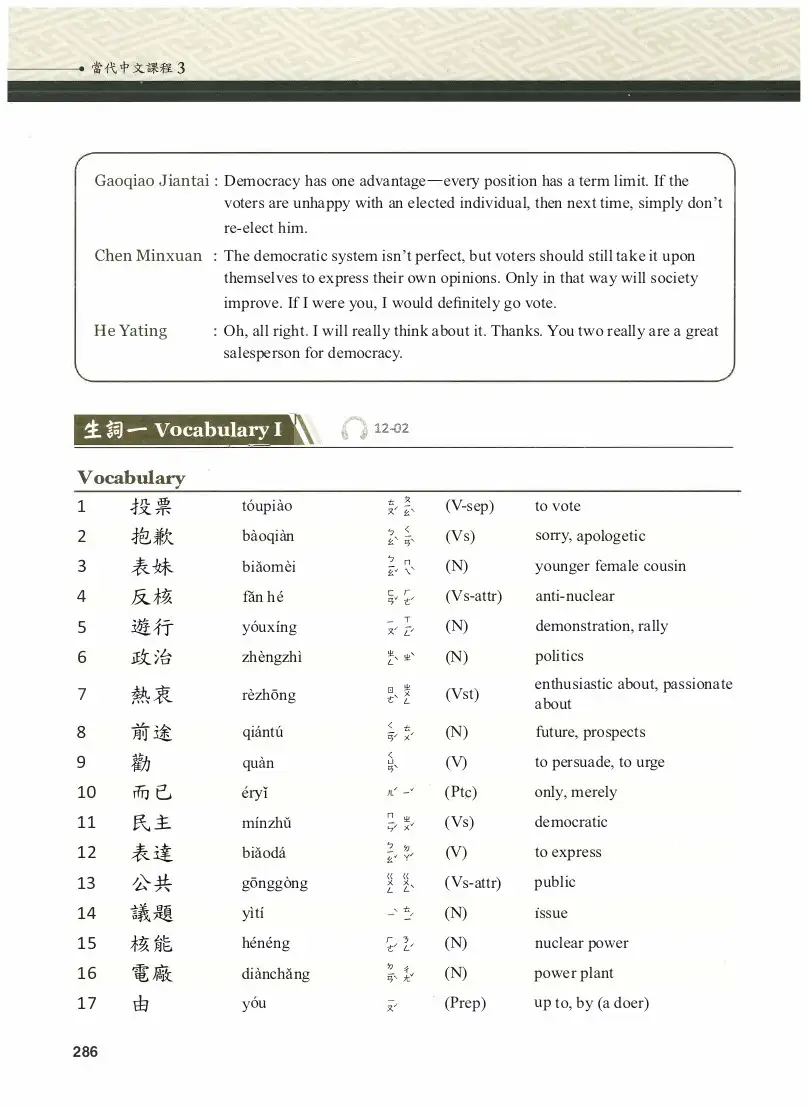 • 當代中文課程 3
Gaoqiao Jiantai : Democracy has one advantage—every position has a term limit. If the
voters are unhappy with an elected individual, then next time, simply don't
re-elect him.
Chen Minxuan : The democratic system isn't perfect, but voters should still take it upon
themselves to express their own opinions. Only in that way will society
improve. If I were you, I would definitely go vote.
He Yating : Oh, all right. I will really think about it. Thanks. You two really are a great
salesperson for democracy.
生詞一 Vocabulary I 12-02
Vocabulary
1 投票 tóupiào ㄊㄡˊ ㄆㄧㄠˋ (V-sep) to vote
2 抱歉 bàoqiàn ㄅㄠˋ ㄑㄧㄢˋ (Vs) sorry, apologetic
3 表妹 biǎomèi ㄅㄧㄠˇ ㄇㄟˋ (N) younger female cousin
4 反核 fǎn hé ㄈㄢˇ ㄏㄜˊ (Vs-attr) anti-nuclear
5 遊行 yóuxíng ㄧㄡˊ ㄒㄧㄥˊ (N) demonstration, rally
6 政治 zhèngzhì ㄓㄥˋ ㄓˋ (N) politics
7 熱衷 rèzhōng ㄖㄜˋ ㄓㄨㄥ (Vst) enthusiastic about, passionate
about
8 前途 qiántú ㄑㄧㄢˊ ㄊㄨˊ (N) future, prospects
9 勸 quàn ㄑㄩㄢˋ (V) to persuade, to urge
10 而已 éryǐ ㄦˊ ㄧˇ (Ptc) only, merely
11 民主 mínzhǔ ㄇㄧㄣˊ ㄓㄨˇ (Vs) democratic
12 表達 biǎodá ㄅㄧㄠˇ ㄉㄚˊ (V) to express
13 公共 gōnggòng ㄍㄨㄥ ㄍㄨㄥˋ (Vs-attr) public
14 議題 yìtí ㄧˋ ㄊㄧˊ (N) issue
15 核能 hénéng ㄏㄜˊ ㄋㄥˊ (N) nuclear power
16 電廠 diànchǎng ㄉㄧㄢˋ ㄔㄤˇ (N) power plant
17 由 yóu ㄧㄡˊ (Prep) up to, by (a doer)
286